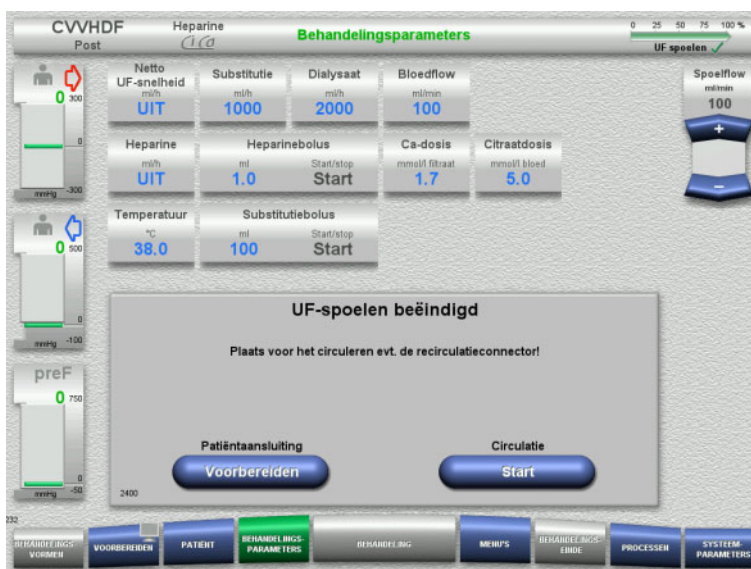 CVVHDF
Post
Heparine
Cica
Behandelingsparameters
0 25 50 75 100 %
UF spoelen
0
300
0
mmHg -300
0
500
0
mmHg -100
preF
0
750
0
mmHg -50
Netto
UF-snelheid
ml/h
UIT
Substitutie
ml/h
1000
Dialysaat
ml/h
2000
Bloedflow
ml/min
100
Heparine
ml/h
UIT
Heparinebolus
ml Start/stop
1.0 Start
Ca-dosis
mmol/l filtraat
1.7
Citraatdosis
mmol/l bloed
5.0
Temperatuur
°C
38.0
Substitutiebolus
ml Start/stop
100 Start
Spoelflow
ml/min
100
+
−
UF-spoelen beëindigd
Plaats voor het circuleren evt. de recirculatieconnector!
Patiëntaansluiting
Voorbereiden
Circulatie
Start
2400
232
BEHANDELINGS-
VORMEN
VOORBEREIDEN
PATIËNT
BEHANDELINGS-
PARAMETERS
BEHANDELING
MENU'S
BEHANDELINGS-
EINDE
PROCESSEN
SYSTEEM-
PARAMETERS